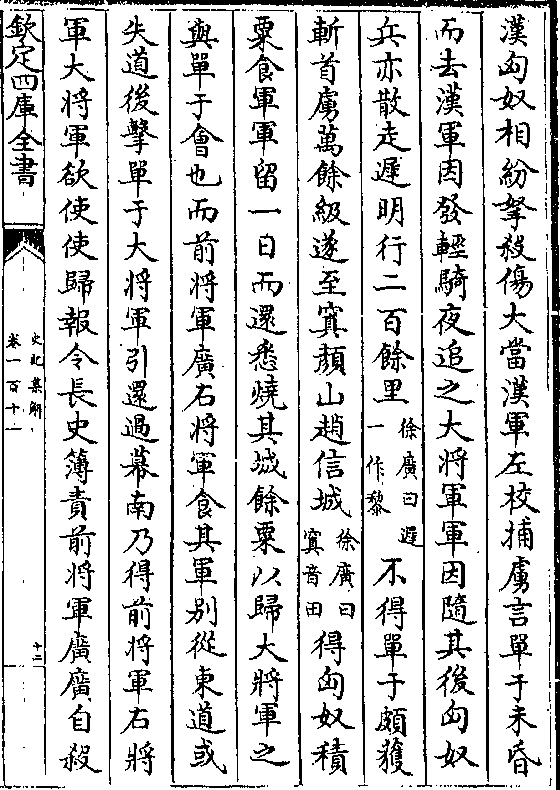 漢匈奴相紛拏殺傷大當漢軍左校捕虜言單于未昏
而去漢軍因發輕騎夜追之大將軍軍因隨其後匈奴
兵亦散走遲明行二百餘里徐廣曰遲一作黎不得單于頗獲
斬首虜萬餘級遂至寘顏山趙信城徐廣曰寘音田得匈奴積
粟食軍軍留一日而還悉燒其城餘粟以歸大將軍之
與單于會也而前將軍廣右將軍食其軍別從東道或
失道後擊單于大將軍引還過幕南乃得前將軍右將
軍大將軍欲使使歸報令長史簿責前將軍廣廣自殺
欽定四庫全書
史記集解
卷一百十一
十二